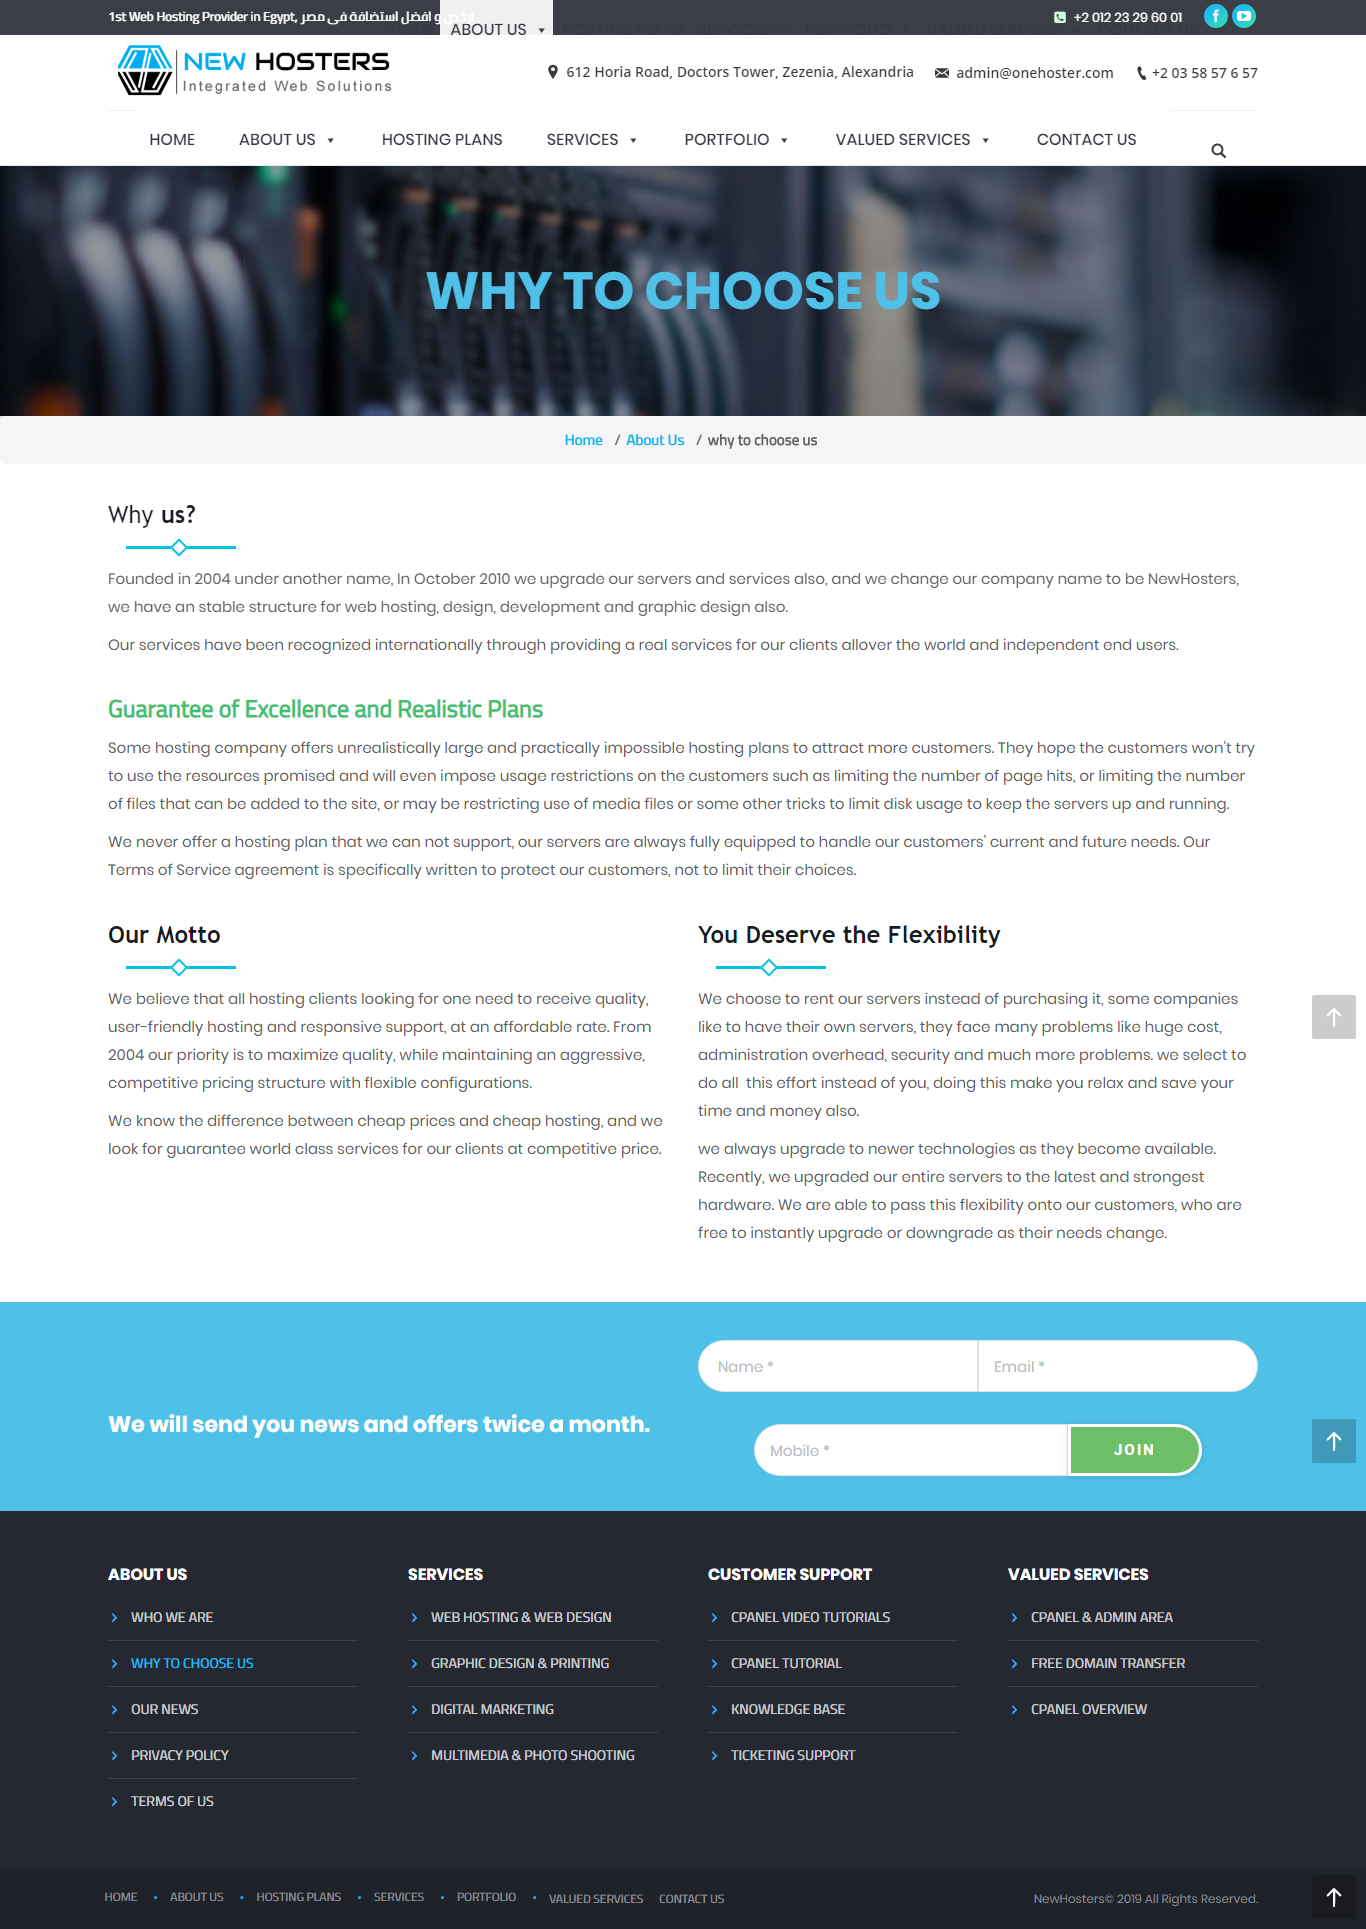 1st Web Hosting Provider in Egypt, ارخص و افضل استضافة فى مصر
+2 012 23 29 60 01
ABOUT US
NEW HOSTERS
Integrated Web Solutions
612 Horia Road, Doctors Tower, Zezenia, Alexandria
admin@onehoster.com
+2 03 58 57 6 57
HOME ABOUT US HOSTING PLANS SERVICES PORTFOLIO VALUED SERVICES CONTACT US
WHY TO CHOOSE US
Home / About Us / why to choose us
Why us?
Founded in 2004 under another name, In October 2010 we upgrade our servers and services also, and we change our company name to be NewHosters,
we have an stable structure for web hosting, design, development and graphic design also.
Our services have been recognized internationally through providing a real services for our clients allover the world and independent end users.
Guarantee of Excellence and Realistic Plans
Some hosting company offers unrealistically large and practically impossible hosting plans to attract more customers. They hope the customers won't try
to use the resources promised and will even impose usage restrictions on the customers such as limiting the number of page hits, or limiting the number
of files that can be added to the site, or may be restricting use of media files or some other tricks to limit disk usage to keep the servers up and running.
We never offer a hosting plan that we can not support, our servers are always fully equipped to handle our customers' current and future needs. Our
Terms of Service agreement is specifically written to protect our customers, not to limit their choices.
Our Motto
We believe that all hosting clients looking for one need to receive quality,
user-friendly hosting and responsive support, at an affordable rate. From
2004 our priority is to maximize quality, while maintaining an aggressive,
competitive pricing structure with flexible configurations.
We know the difference between cheap prices and cheap hosting, and we
look for guarantee world class services for our clients at competitive price.
You Deserve the Flexibility
We choose to rent our servers instead of purchasing it, some companies
like to have their own servers, they face many problems like huge cost,
administration overhead, security and much more problems. we select to
do all  this effort instead of you, doing this make you relax and save your
time and money also.
we always upgrade to newer technologies as they become available.
Recently, we upgraded our entire servers to the latest and strongest
hardware. We are able to pass this flexibility onto our customers, who are
free to instantly upgrade or downgrade as their needs change.
We will send you news and offers twice a month.
Name *
Email *
Mobile *
JOIN
ABOUT US
WHO WE ARE
WHY TO CHOOSE US
OUR NEWS
PRIVACY POLICY
TERMS OF US
SERVICES
WEB HOSTING & WEB DESIGN
GRAPHIC DESIGN & PRINTING
DIGITAL MARKETING
MULTIMEDIA & PHOTO SHOOTING
CUSTOMER SUPPORT
CPANEL VIDEO TUTORIALS
CPANEL TUTORIAL
KNOWLEDGE BASE
TICKETING SUPPORT
VALUED SERVICES
CPANEL & ADMIN AREA
FREE DOMAIN TRANSFER
CPANEL OVERVIEW
HOME ABOUT US HOSTING PLANS SERVICES PORTFOLIO VALUED SERVICES CONTACT US
NewHosters© 2019 All Rights Reserved.